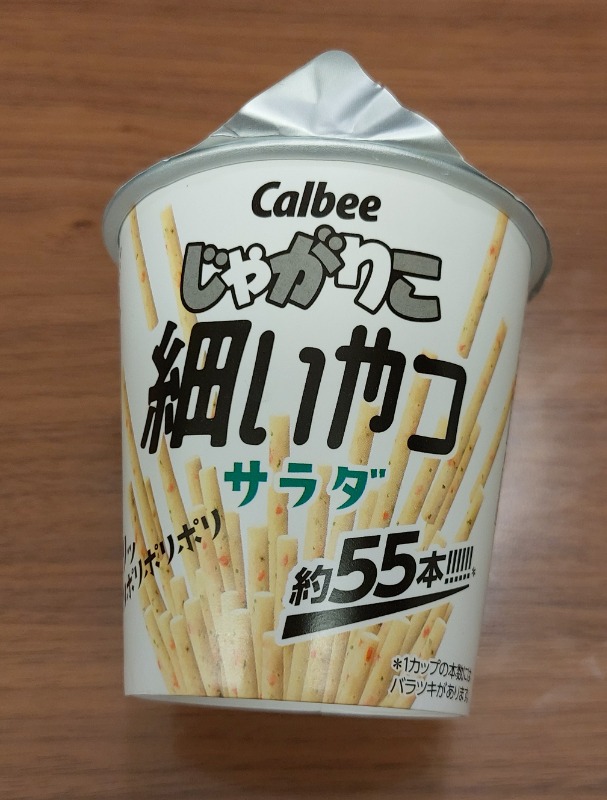 Calbee
じゃがりこ
細いやつ
サラダ
ポリポリポリ
約55本!!!!!!*
*1カップの本数には
バラツキがあります